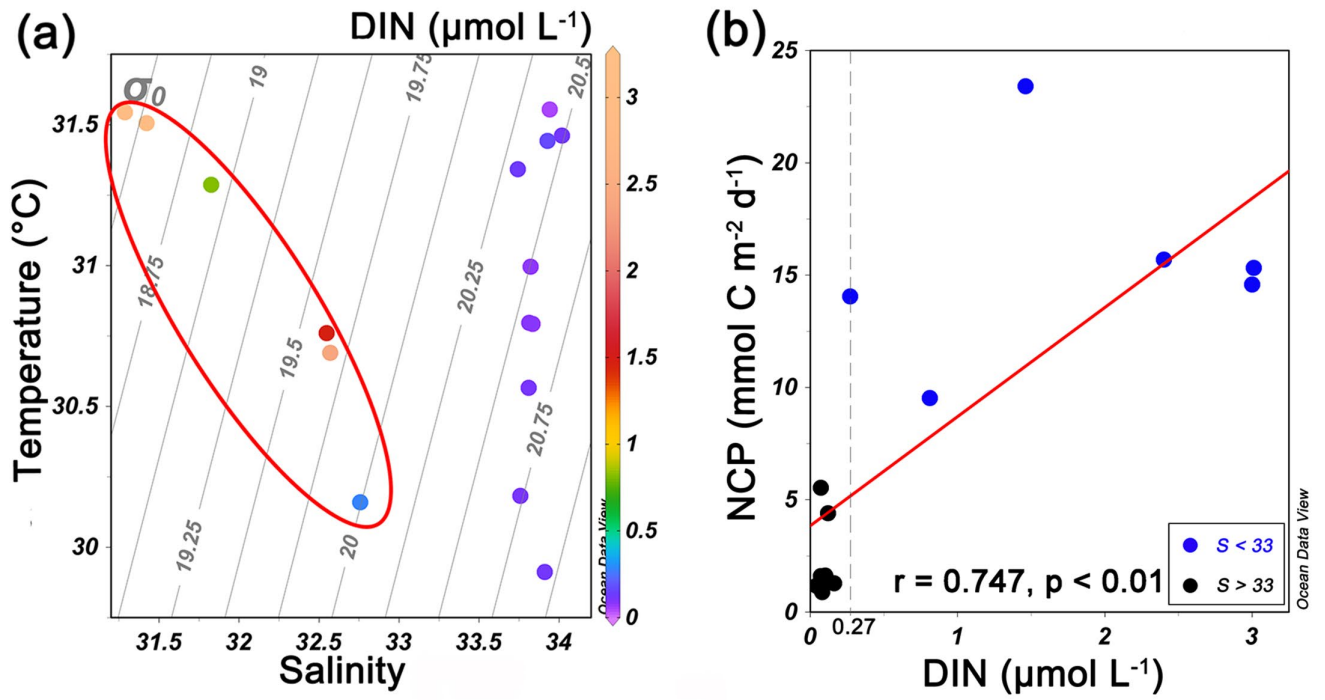 (a)
DIN (µmol L-1)
σ0
19
19.75
20.5
18.75
19.5
20.25
20.75
19.25
20
Temperature (°C)
31.5
31
30.5
30
31.5
32
32.5
33
33.5
34
Salinity
3
2.5
2
1.5
1
0.5
0
Ocean Data View
(b)
NCP (mmol C m-2 d-1)
25
20
15
10
5
0
r = 0.747, p < 0.01
S < 33
S > 33
0
0.27
1
2
3
DIN (µmol L-1)
Ocean Data View